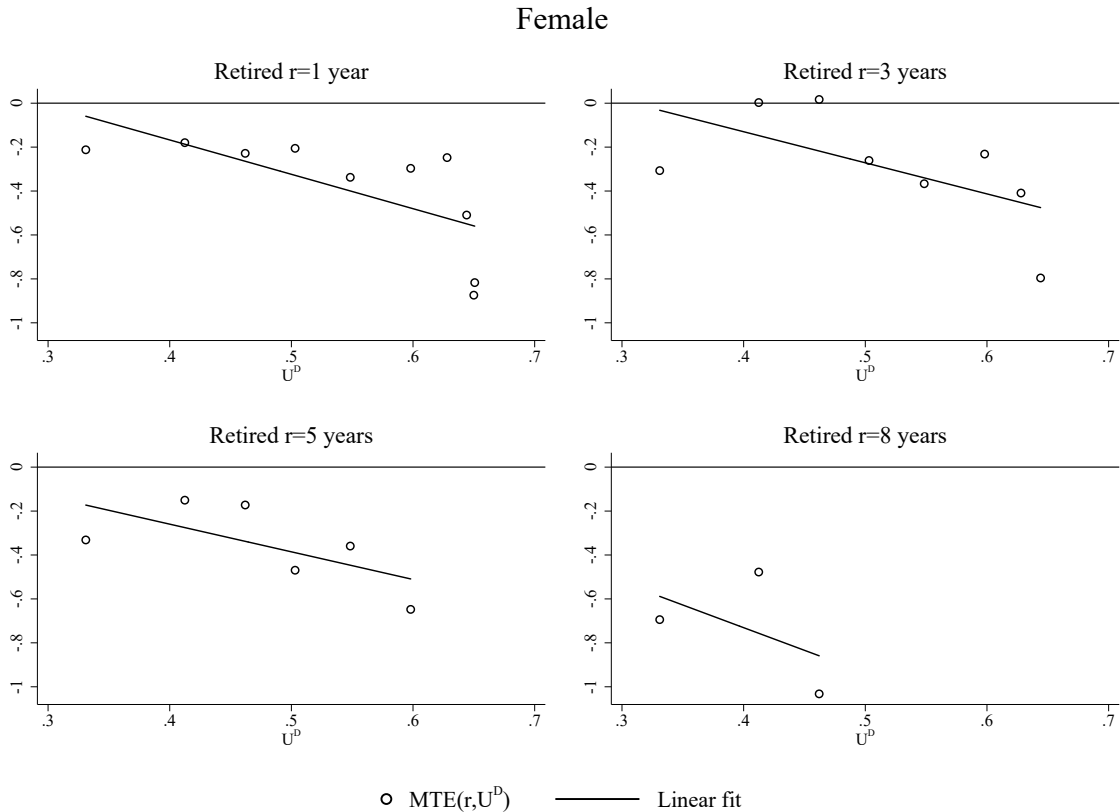 Female
Retired r=1 year
0
-.2
-.4
-.6
-.8
-1
.3 .4 .5 .6 .7
U^D
Retired r=3 years
0
-.2
-.4
-.6
-.8
-1
.3 .4 .5 .6 .7
U^D
Retired r=5 years
0
-.2
-.4
-.6
-.8
-1
.3 .4 .5 .6 .7
U^D
Retired r=8 years
0
-.2
-.4
-.6
-.8
-1
.3 .4 .5 .6 .7
U^D
MTE(r,U^D) Linear fit